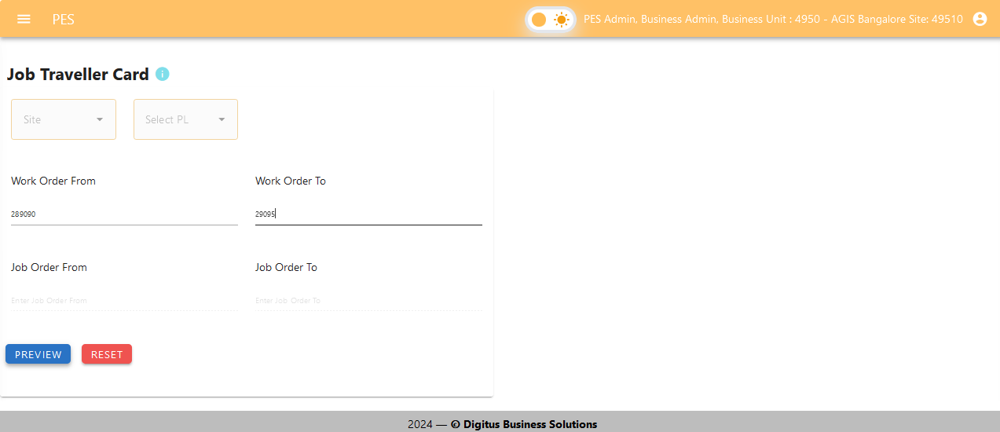 PES
PES Admin, Business Admin, Business Unit : 4950 - AGIS Bangalore Site: 49510
Job Traveller Card
Site
Select PL
Work Order From
Work Order To
289090
29095
Job Order From
Job Order To
Enter Job Order From
Enter Job Order To
PREVIEW
RESET
2024 — © Digitus Business Solutions